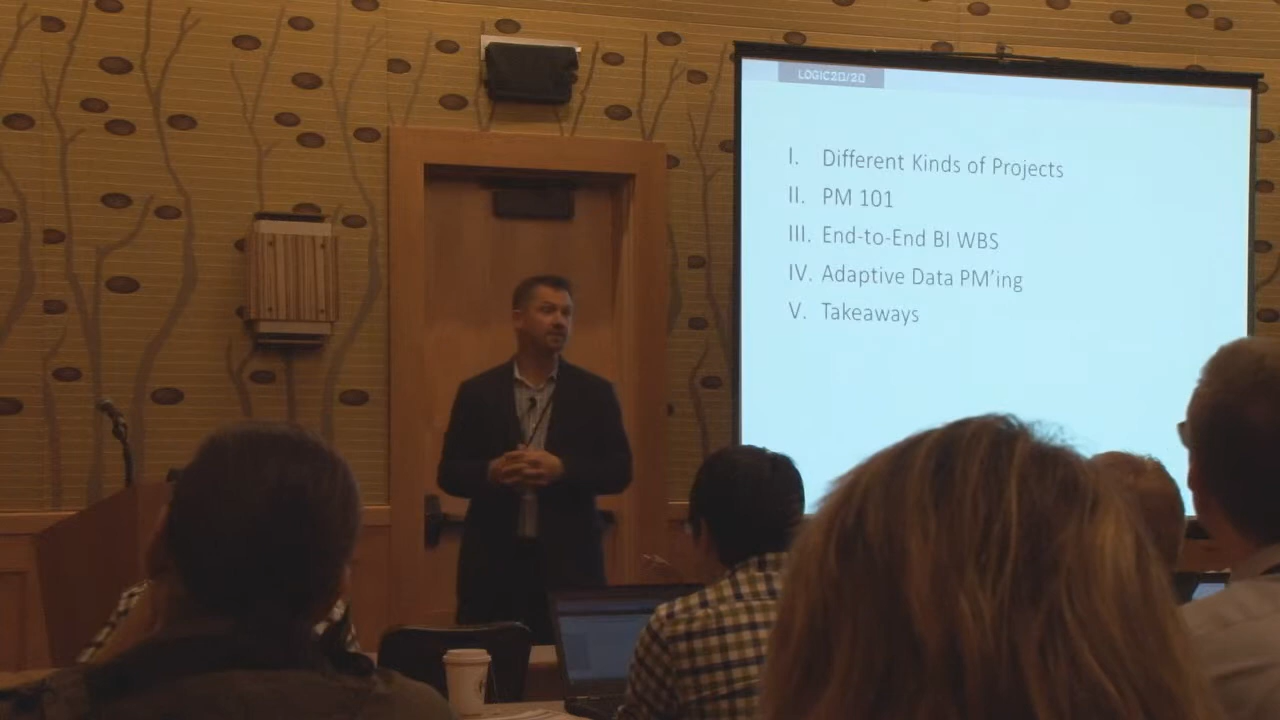 LOGIC20/20
I. Different Kinds of Projects
II. PM 101
III. End-to-End BI WBS
IV. Adaptive Data PM'ing
V. Takeaways